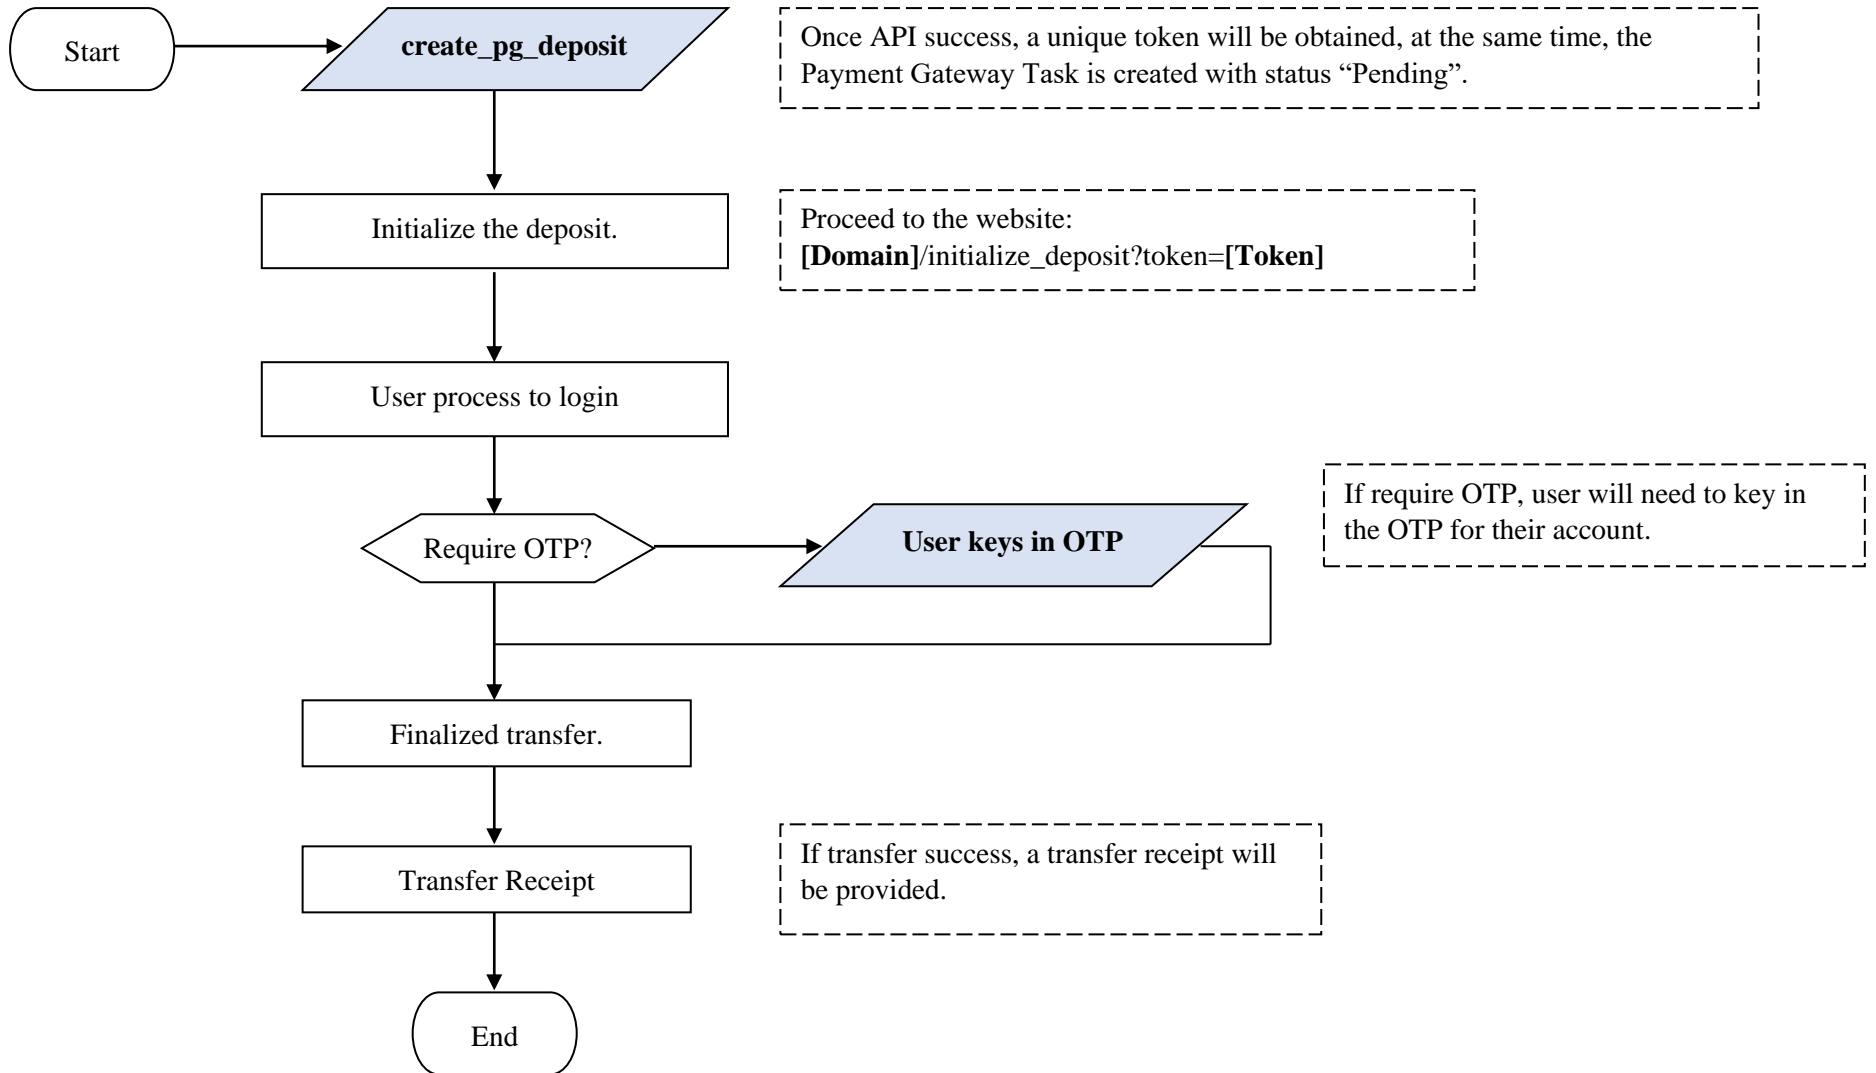 Start
create_pg_deposit
Once API success, a unique token will be obtained, at the same time, the
Payment Gateway Task is created with status “Pending”.
Initialize the deposit.
Proceed to the website:
[Domain]/initialize_deposit?token=[Token]
User process to login
Require OTP?
User keys in OTP
If require OTP, user will need to key in
the OTP for their account.
Finalized transfer.
Transfer Receipt
If transfer success, a transfer receipt will
be provided.
End